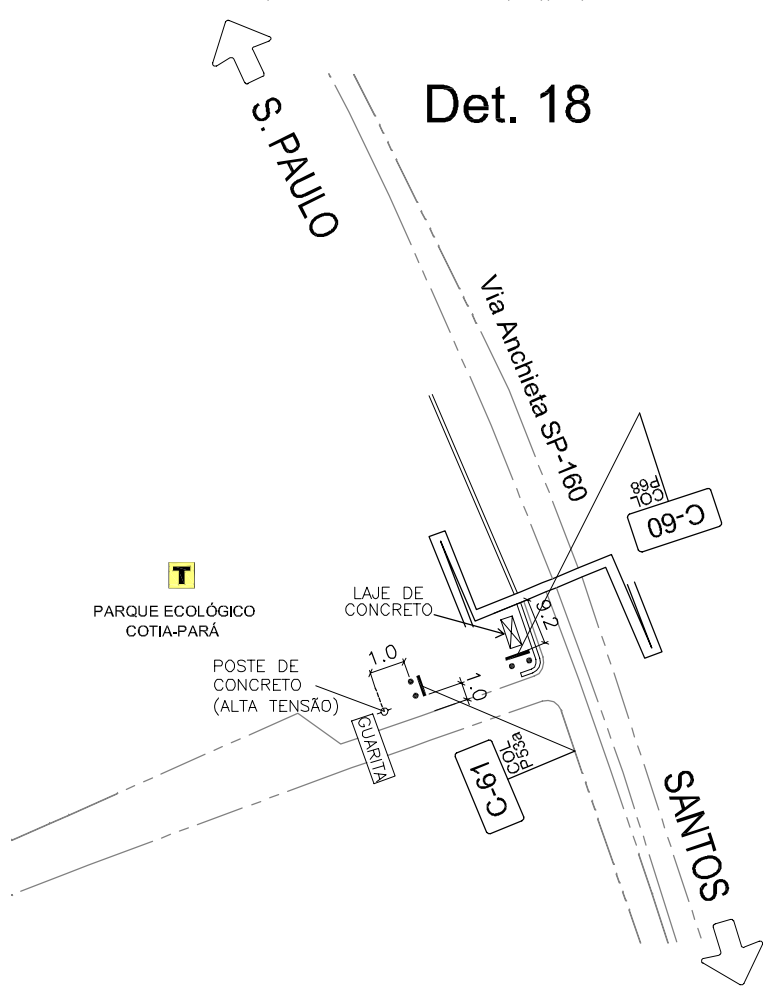 Det. 18
S. PAULO
Via Anchieta SP-160
COL
P68
C-60
T
PARQUE ECOLÓGICO
COTIA-PARÁ
LAJE DE
CONCRETO
9.2
1.0
1.0
POSTE DE
CONCRETO
(ALTA TENSÃO)
GUARITA
COL
P53a
C-61
SANTOS